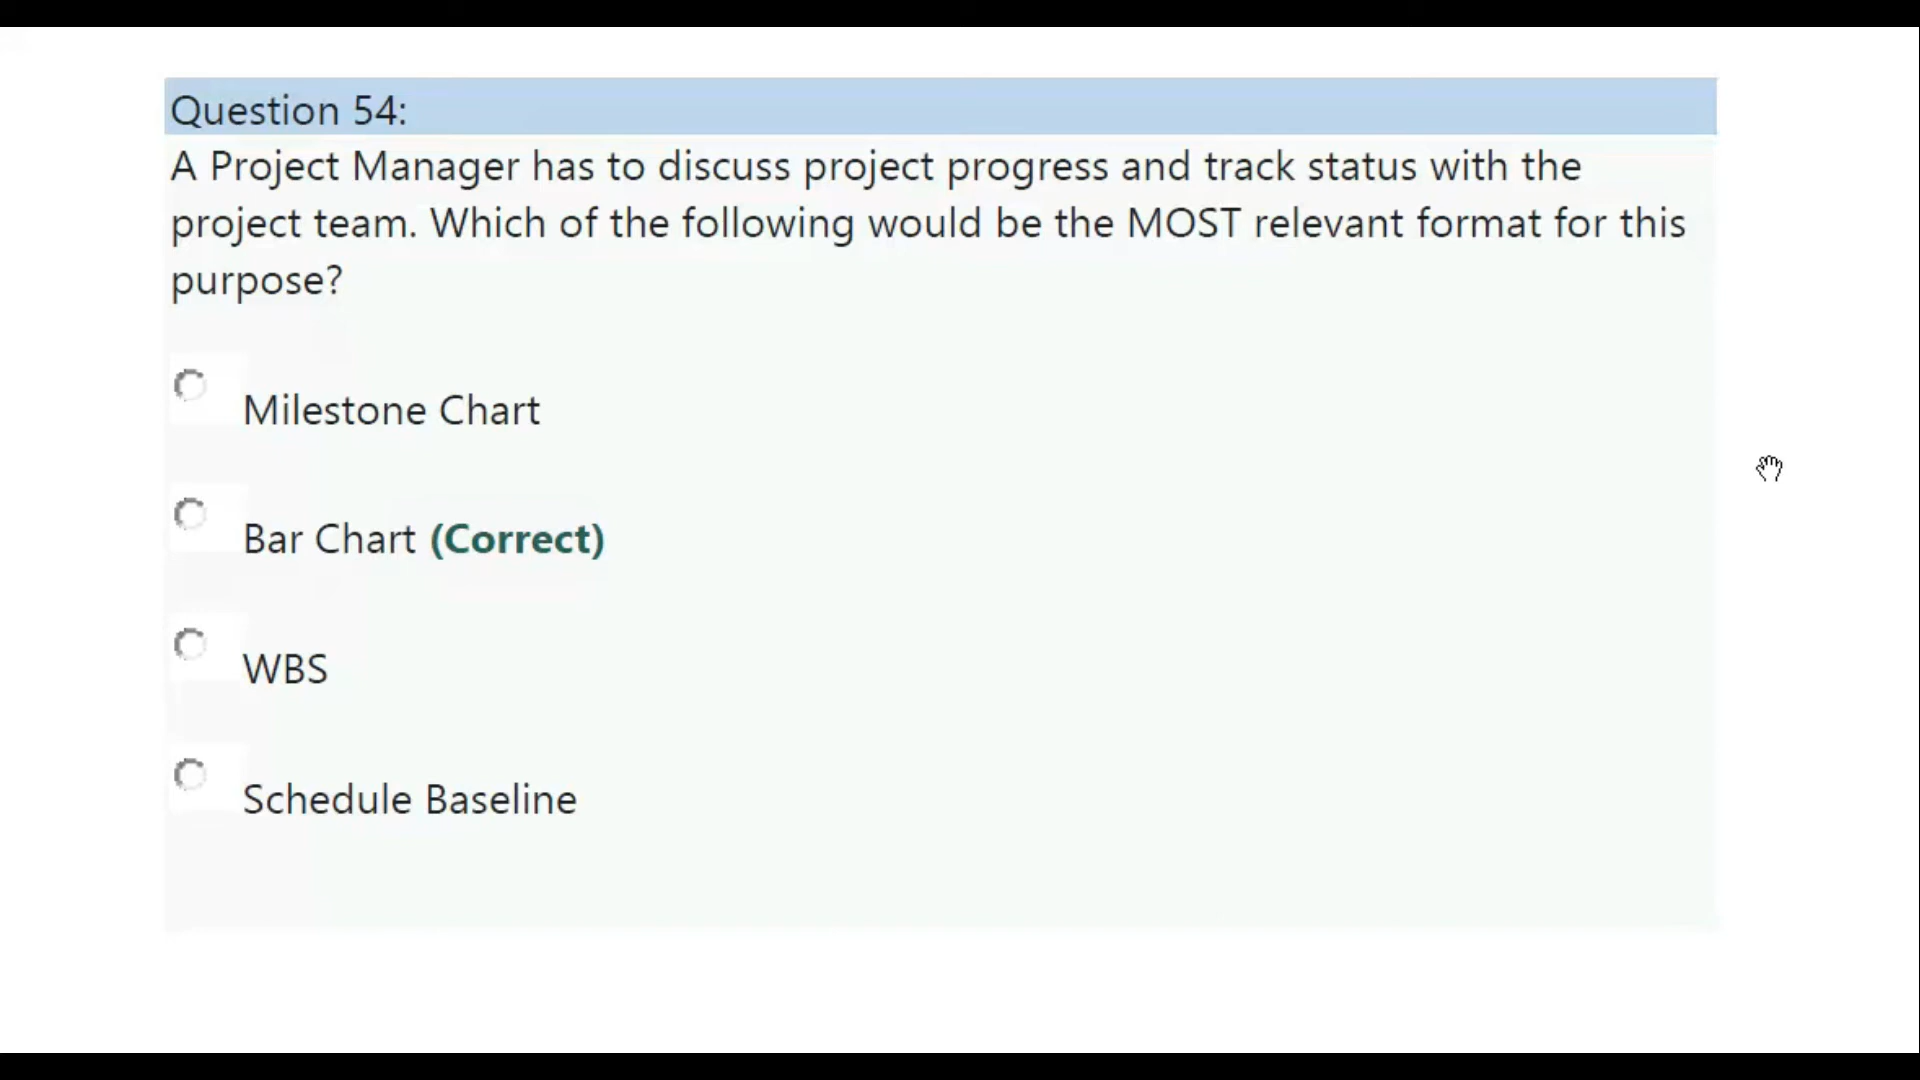 Question 54:
A Project Manager has to discuss project progress and track status with the
project team. Which of the following would be the MOST relevant format for this
purpose?
Milestone Chart
Bar Chart (Correct)
WBS
Schedule Baseline